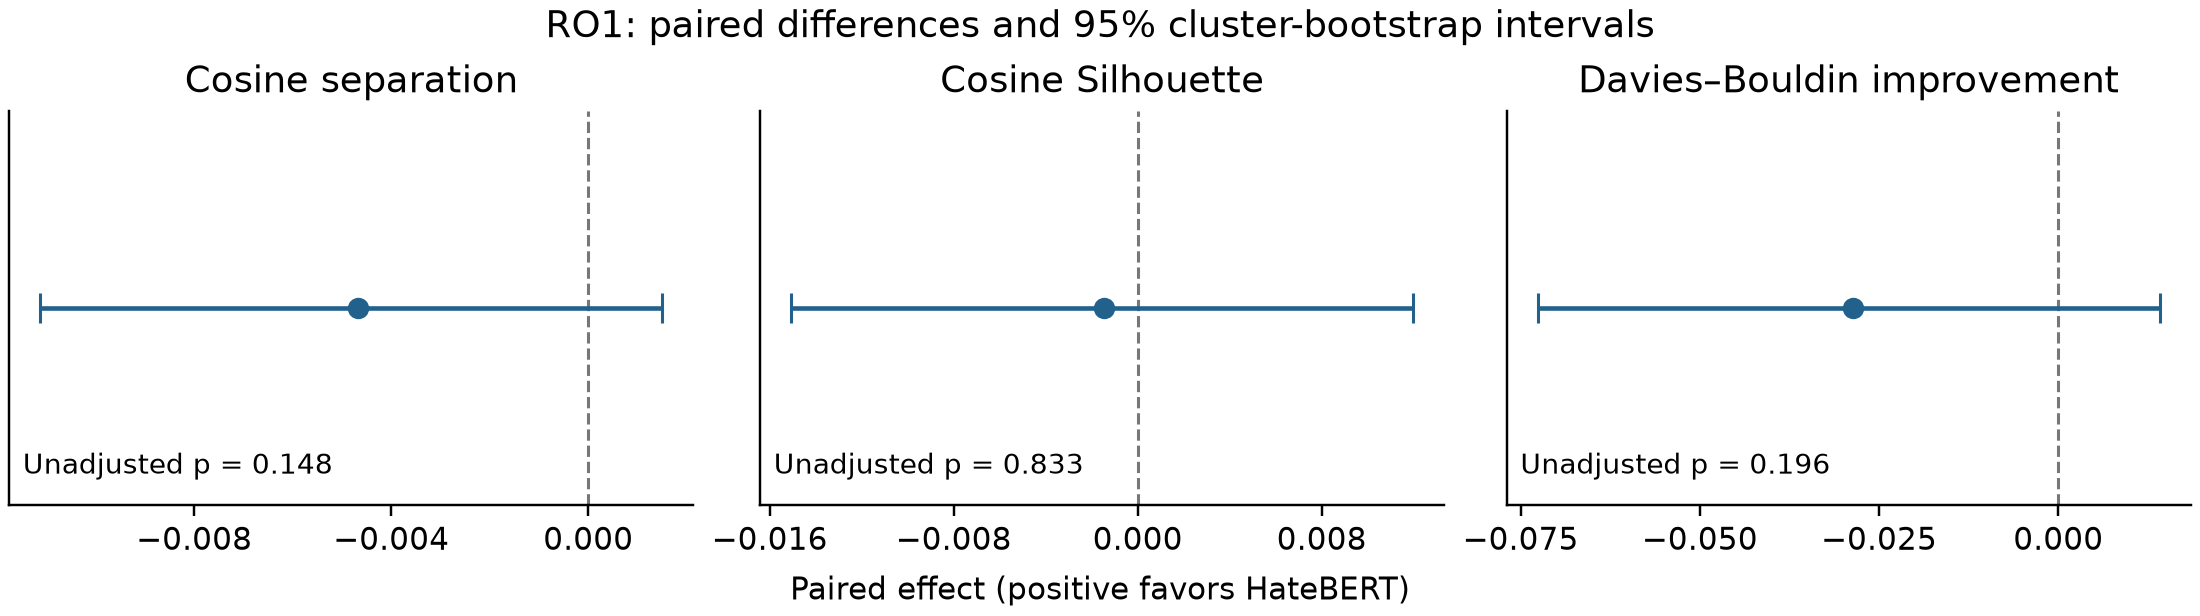 RO1: paired differences and 95% cluster-bootstrap intervals
Cosine separation
Unadjusted p = 0.148
−0.008 −0.004 0.000
Cosine Silhouette
Unadjusted p = 0.833
−0.016 −0.008 0.000 0.008
Davies–Bouldin improvement
Unadjusted p = 0.196
−0.075 −0.050 −0.025 0.000
Paired effect (positive favors HateBERT)